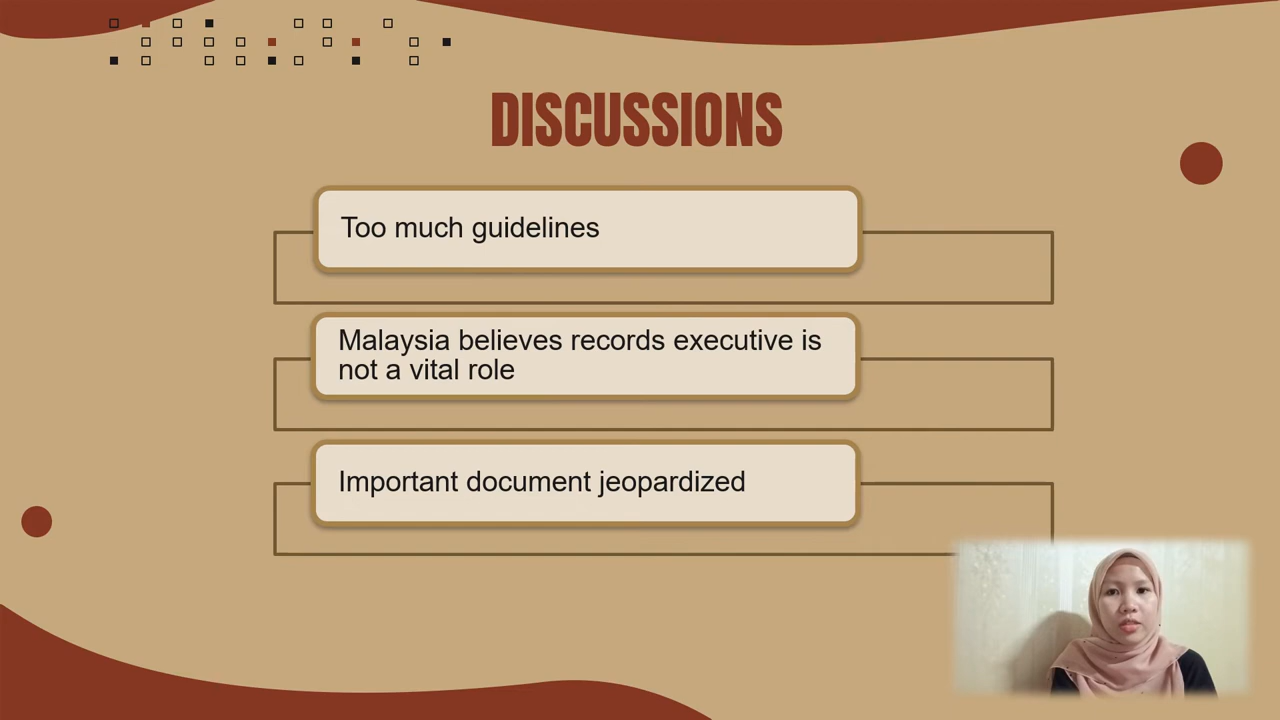 DISCUSSIONS
Too much guidelines
Malaysia believes records executive is
not a vital role
Important document jeopardized